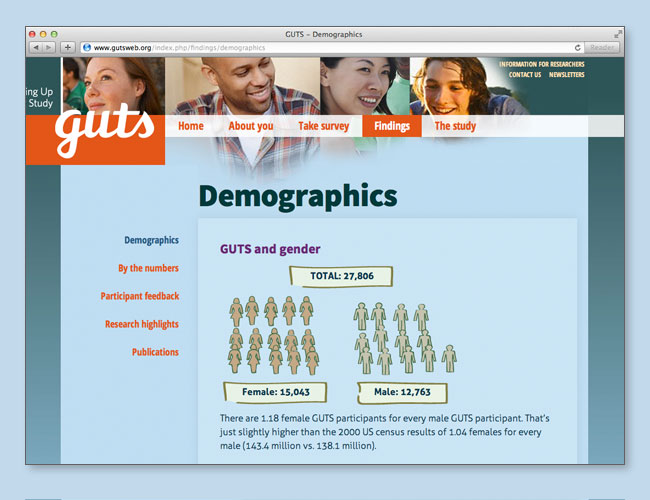 GUTS – Demographics
www.gutsweb.org/index.php/findings/demographics
Reader
INFORMATION FOR RESEARCHERS
CONTACT US NEWSLETTERS
ing Up
Study
guts
Home About you Take survey Findings The study
Demographics
Demographics
By the numbers
Participant feedback
Research highlights
Publications
GUTS and gender
TOTAL: 27,806
Female: 15,043 Male: 12,763
There are 1.18 female GUTS participants for every male GUTS participant. That's
just slightly higher than the 2000 US census results of 1.04 females for every
male (143.4 million vs. 138.1 million).